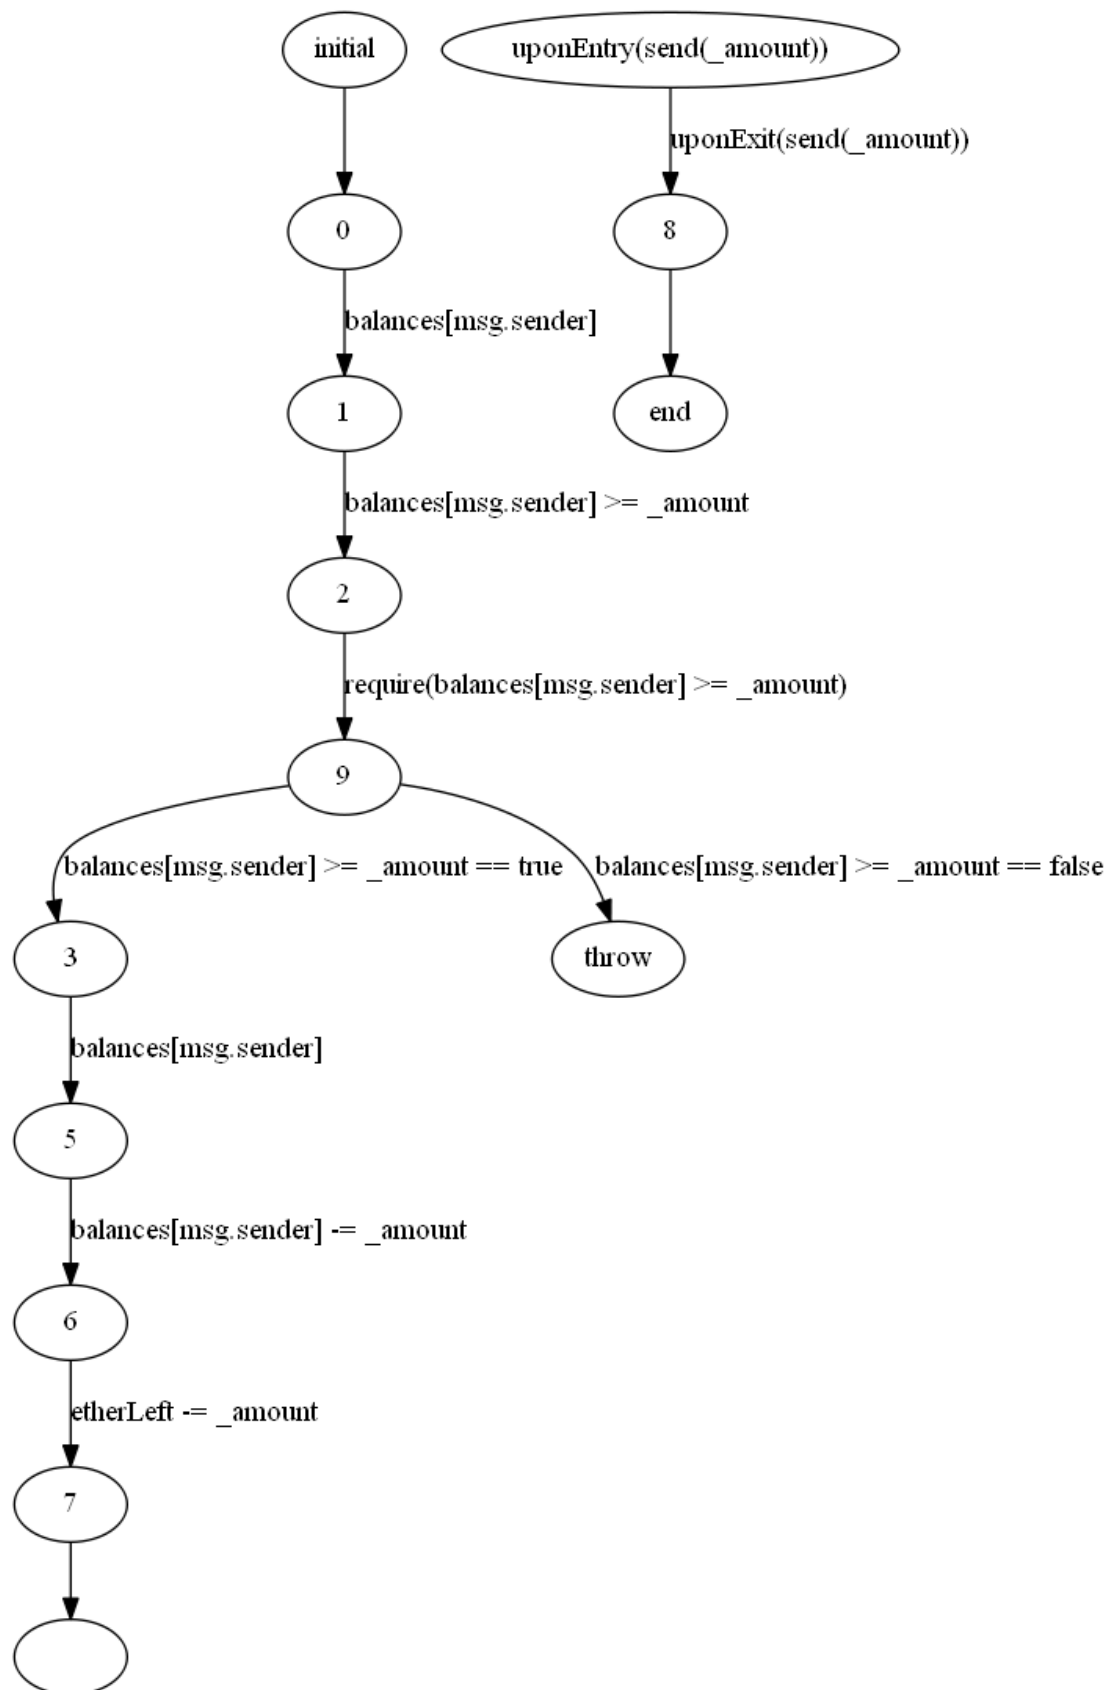 initial
uponEntry(send(_amount))
uponExit(send(_amount))
0
8
balances[msg.sender]
1
end
balances[msg.sender] >= _amount
2
require(balances[msg.sender] >= _amount)
9
balances[msg.sender] >= _amount == true
balances[msg.sender] >= _amount == false
3
throw
balances[msg.sender]
5
balances[msg.sender] -= _amount
6
etherLeft -= _amount
7